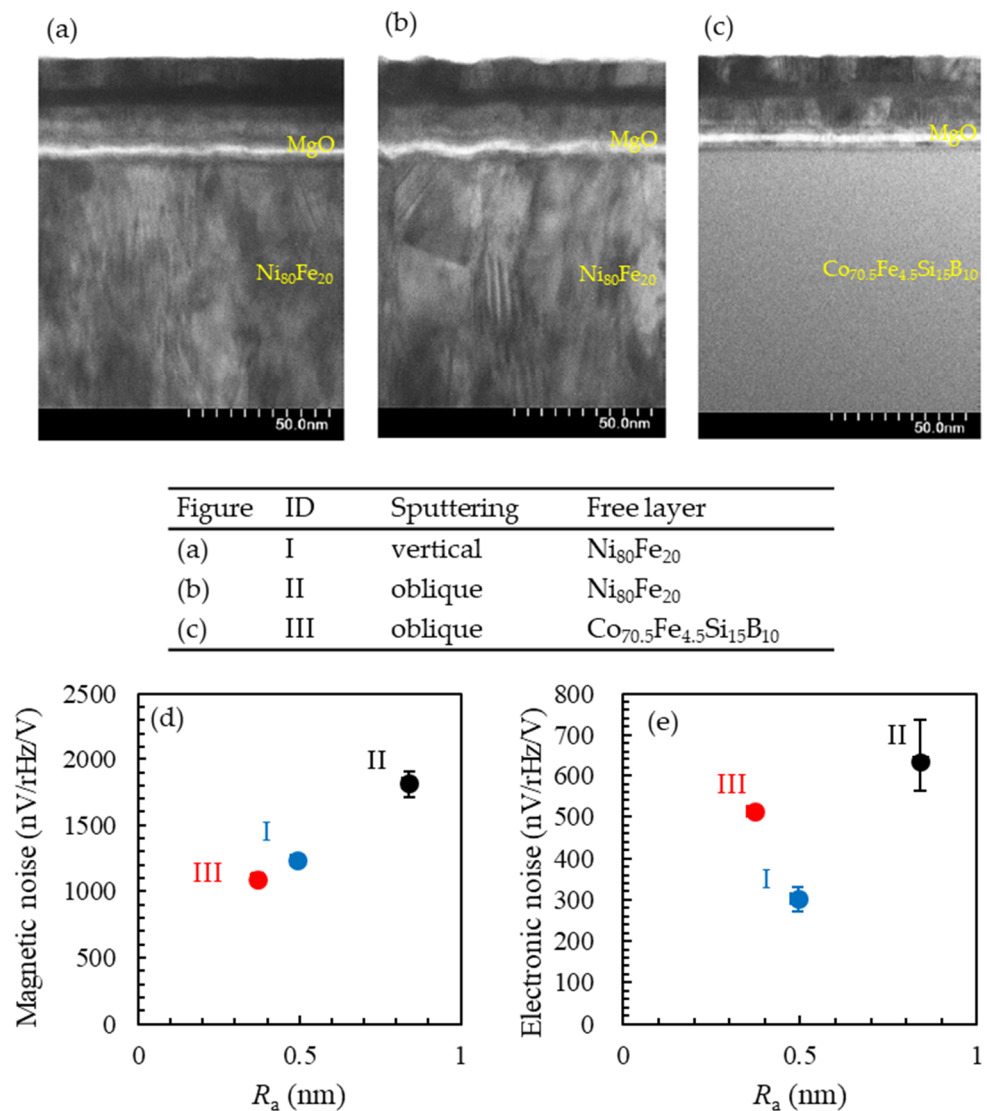 (a)
(b)
(c)
MgO
MgO
MgO
Ni80Fe20
Ni80Fe20
Co70.5Fe4.5Si15B10
50.0nm
50.0nm
50.0nm
Figure ID Sputtering Free layer
(a) I vertical Ni80Fe20
(b) II oblique Ni80Fe20
(c) III oblique Co70.5Fe4.5Si15B10
(d)
Magnetic noise (nV/rHz/V)
2500
2000
1500
1000
500
0
II
I
III
0 0.5 1
Ra (nm)
(e)
Electronic noise (nV/rHz/V)
800
700
600
500
400
300
200
100
0
II
III
I
0 0.5 1
Ra (nm)